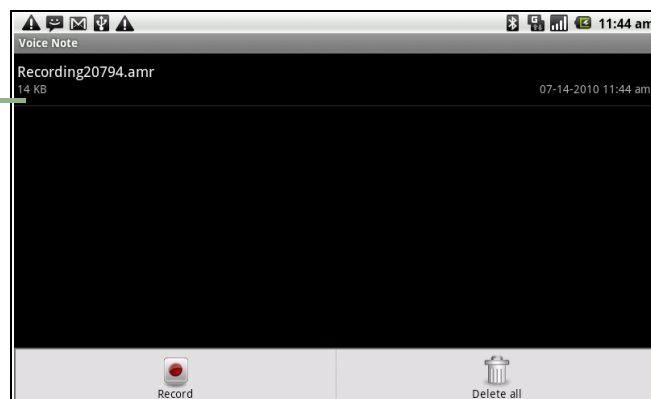 11:44 am
Voice Note
Recording20794.amr
14 KB
07-14-2010 11:44 am
Record
Delete all